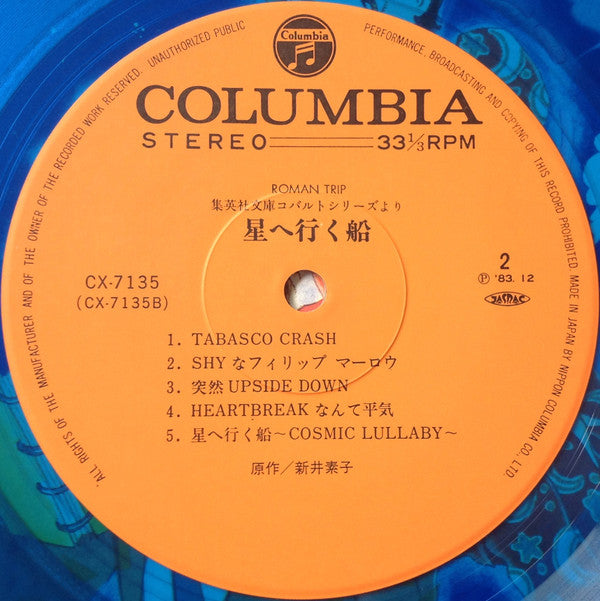 Columbia
COLUMBIA
STEREO 33 1/3 RPM
ROMAN TRIP
集英社文庫コバルトシリーズより
星へ行く船
CX-7135
(CX-7135B)
2
Ⓟ '83. 12
JASRAC
1. TABASCO CRASH
2. SHYなフィリップ マーロウ
3. 突然 UPSIDE DOWN
4. HEARTBREAK なんて平気
5. 星へ行く船〜COSMIC LULLABY〜
原作／新井素子
ALL RIGHTS OF THE MANUFACTURER AND OF THE OWNER OF THE RECORDED WORK RESERVED. UNAUTHORIZED PUBLIC PERFORMANCE, BROADCASTING AND COPYING OF THIS RECORD PROHIBITED. MADE IN JAPAN BY NIPPON COLUMBIA CO., LTD.